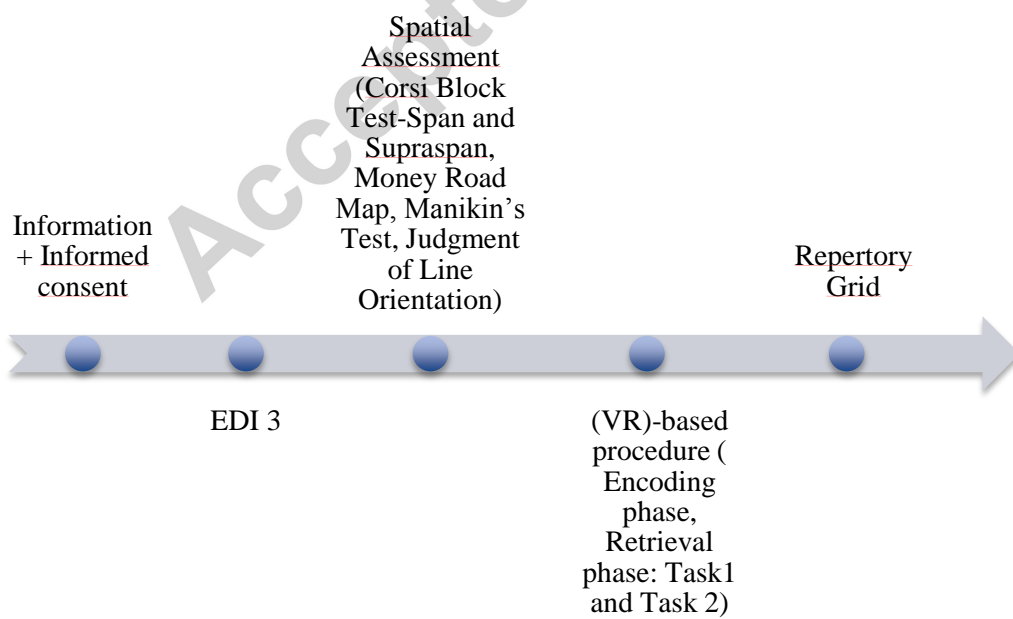 Accepte
Information
+ Informed
consent
EDI 3
Spatial
Assessment
(Corsi Block
Test-Span and
Supraspan,
Money Road
Map, Manikin’s
Test, Judgment
of Line
Orientation)
(VR)-based
procedure (
Encoding
phase,
Retrieval
phase: Task1
and Task 2)
Repertory
Grid